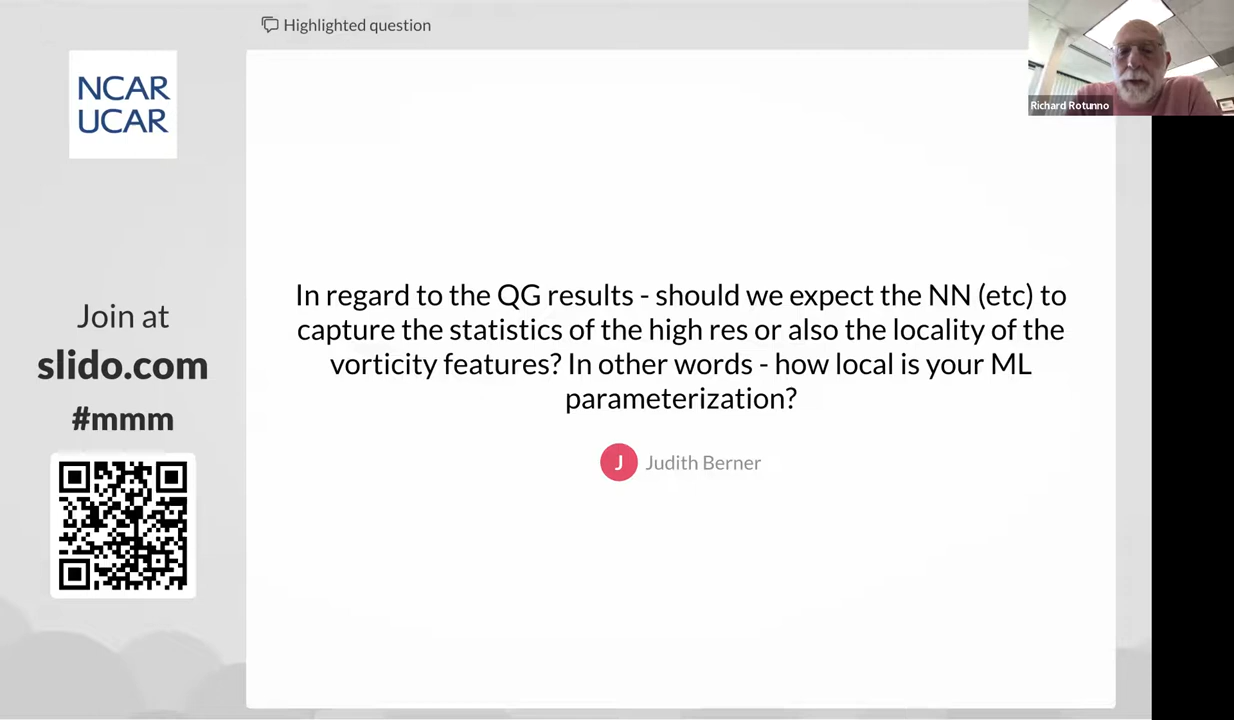 Highlighted question
NCAR
UCAR
Richard Rotunno
In regard to the QG results - should we expect the NN (etc) to
capture the statistics of the high res or also the locality of the
vorticity features? In other words - how local is your ML
parameterization?
J Judith Berner
Join at
slido.com
#mmm